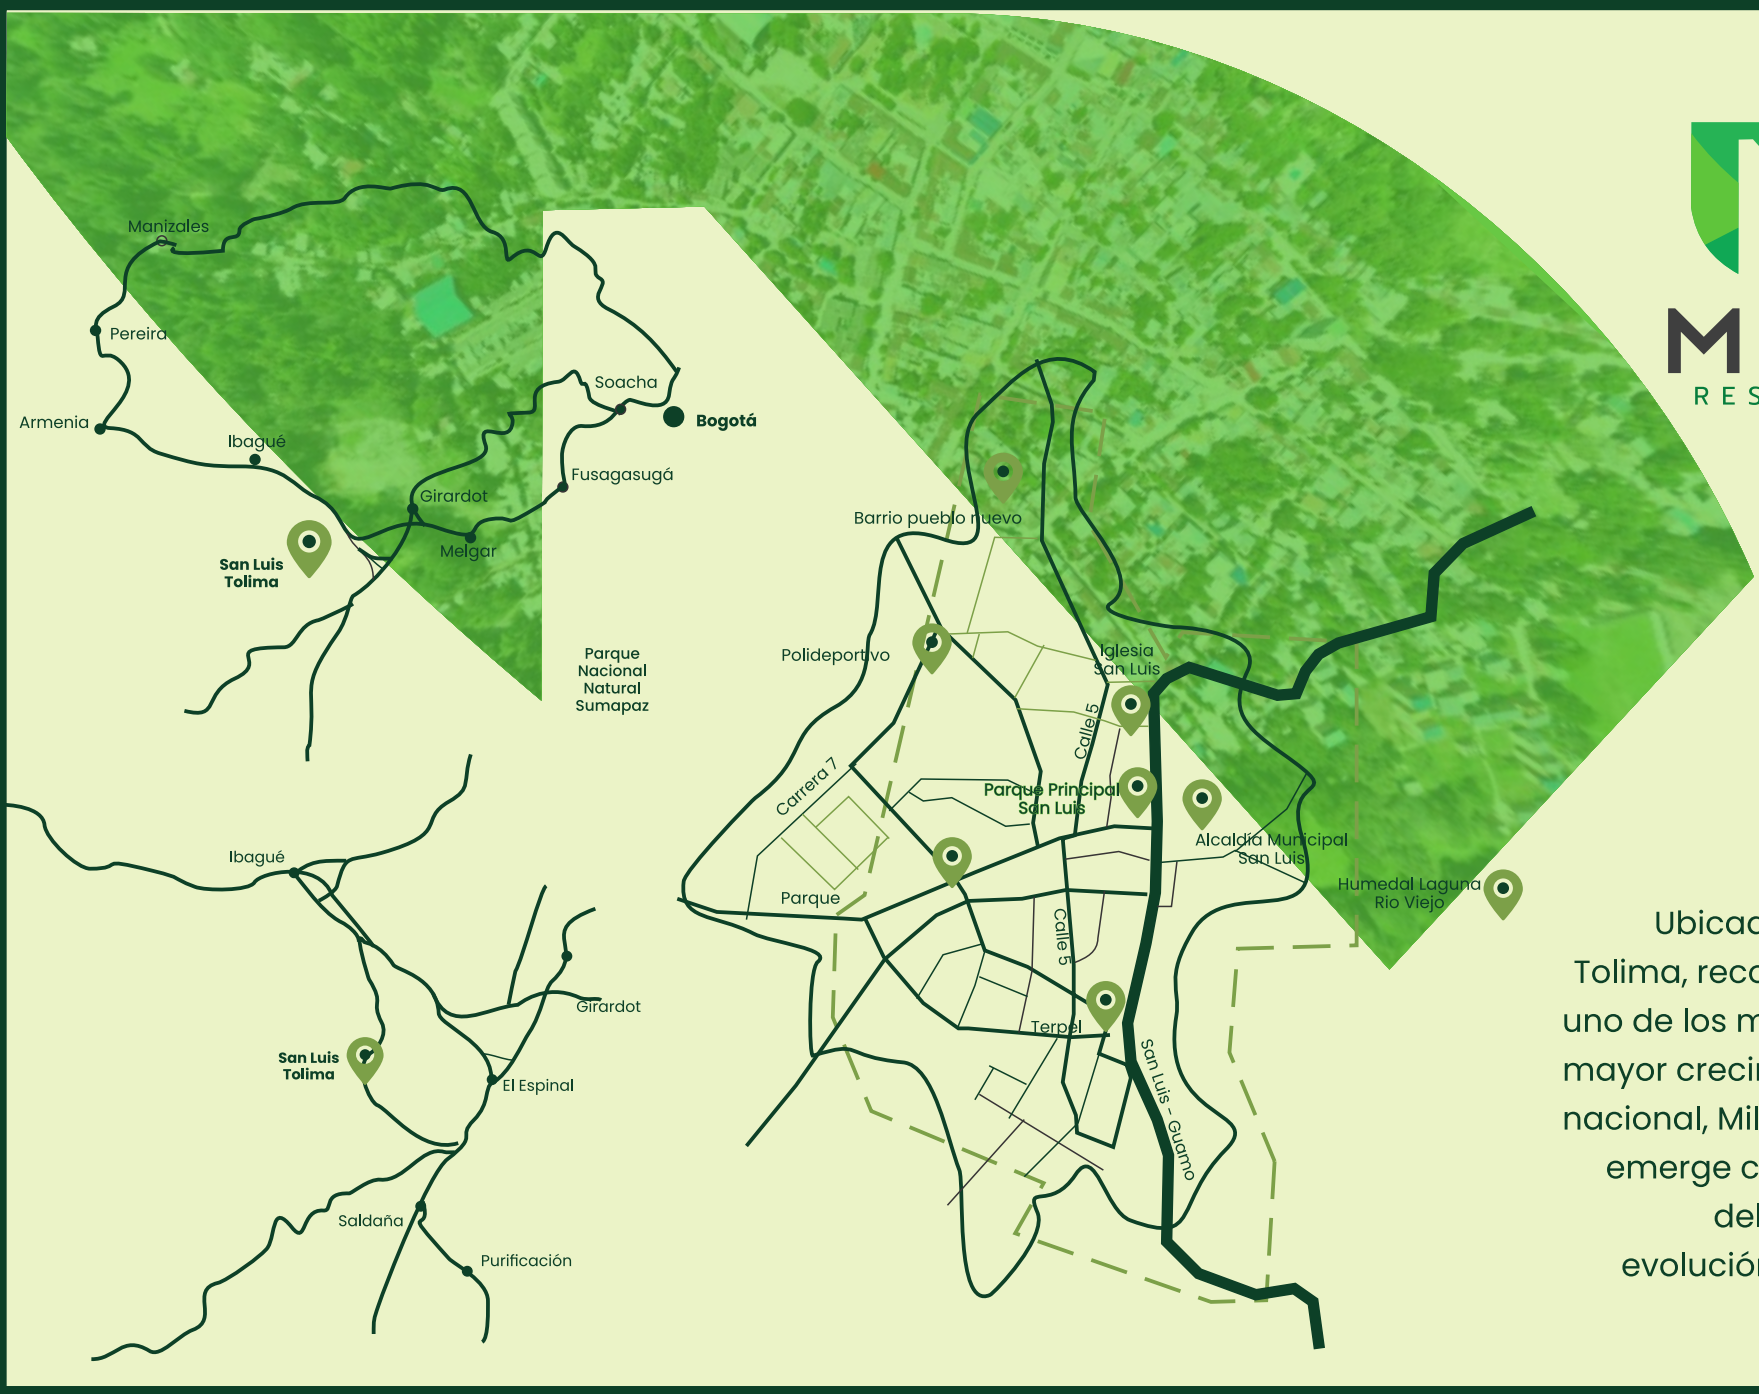 Manizales
Pereira
Armenia
Ibagué
Soacha
Bogotá
Fusagasugá
Girardot
Melgar
San Luis
Tolima
Parque
Nacional
Natural
Sumapaz
Ibagué
Girardot
San Luis
Tolima
El Espinal
Saldaña
Purificación
Barrio pueblo nuevo
Polideportivo
Iglesia
San Luis
Calle 5
Carrera 7
Parque Principal
San Luis
Alcaldía Municipal
San Luis
Humedal Laguna
Rio Viejo
Parque
Calle 5
Terpel
San Luis - Guamo
M
RES
Ubicad
Tolima, reco
uno de los m
mayor crecin
nacional, Mil
emerge c
del
evolución